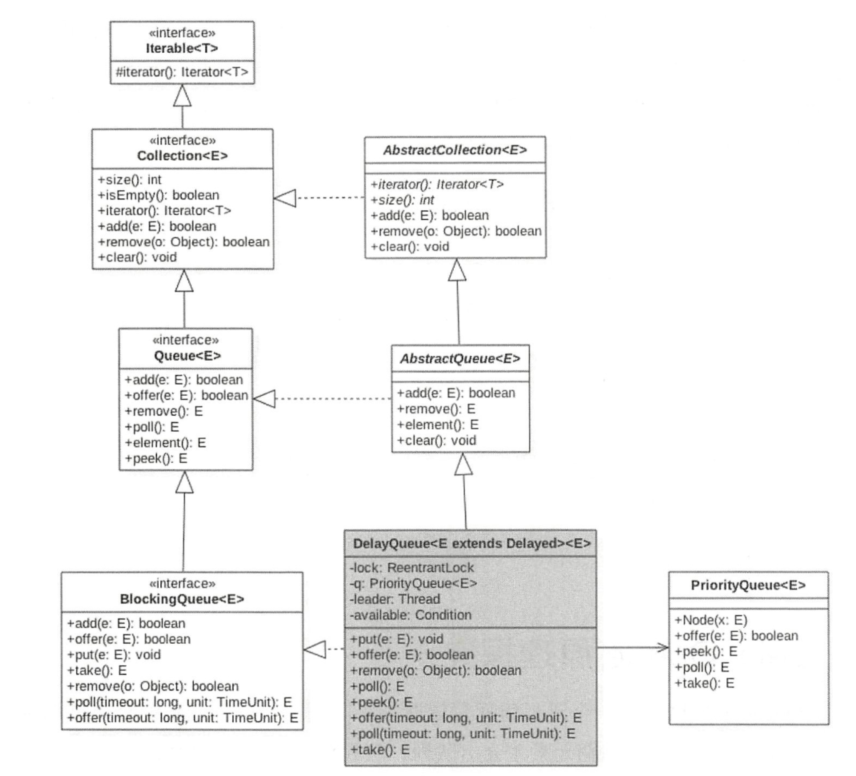 «interface»
Iterable<T>
#iterator(): Iterator<T>
«interface»
Collection<E>
+size(): int
+isEmpty(): boolean
+iterator(): Iterator<T>
+add(e: E): boolean
+remove(o: Object): boolean
+clear(): void
AbstractCollection<E>
+iterator(): Iterator<T>
+size(): int
+add(e: E): boolean
+remove(o: Object): boolean
+clear(): void
«interface»
Queue<E>
+add(e: E): boolean
+offer(e: E): boolean
+remove(): E
+poll(): E
+element(): E
+peek(): E
AbstractQueue<E>
+add(e: E): boolean
+remove(): E
+element(): E
+clear(): void
«interface»
BlockingQueue<E>
+add(e: E): boolean
+offer(e: E): boolean
+put(e: E): void
+take(): E
+remove(o: Object): boolean
+poll(timeout: long, unit: TimeUnit): E
+offer(timeout: long, unit: TimeUnit): E
DelayQueue<E extends Delayed><E>
-lock: ReentrantLock
-q: PriorityQueue<E>
-leader: Thread
-available: Condition
+put(e: E): void
+offer(e: E): boolean
+remove(o: Object): boolean
+poll(): E
+peek(): E
+offer(timeout: long, unit: TimeUnit): E
+poll(timeout: long, unit: TimeUnit): E
+take(): E
PriorityQueue<E>
+Node(x: E)
+offer(e: E): boolean
+peek(): E
+poll(): E
+take(): E